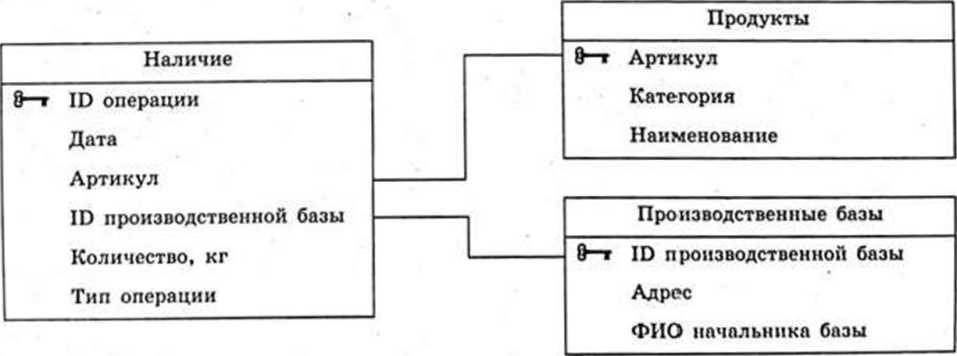 Наличие
ID операции
Дата
Артикул
ID производственной базы
Количество, кг
Тип операции
Продукты
Артикул
Категория
Наименование
Производственные базы
ID производственной базы
Адрес
ФИО начальника базы